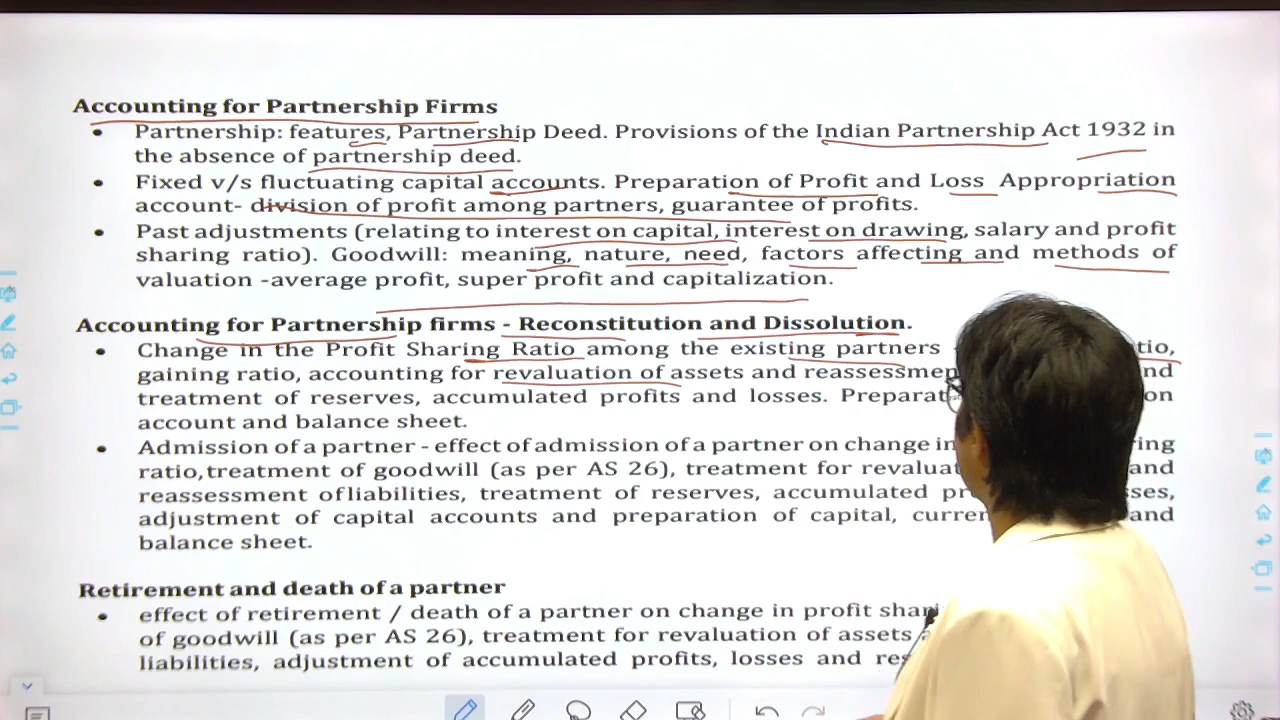 Accounting for Partnership Firms
• Partnership: features, Partnership Deed. Provisions of the Indian Partnership Act 1932 in
the absence of partnership deed.
• Fixed v/s fluctuating capital accounts. Preparation of Profit and Loss Appropriation
account- division of profit among partners, guarantee of profits.
• Past adjustments (relating to interest on capital, interest on drawing, salary and profit
sharing ratio). Goodwill: meaning, nature, need, factors affecting and methods of
valuation -average profit, super profit and capitalization.
Accounting for Partnership firms - Reconstitution and Dissolution.
• Change in the Profit Sharing Ratio among the existing partners
gaining ratio, accounting for revaluation of assets and
treatment of reserves, accumulated profits and losses.
account and balance sheet.
• Admission of a partner - effect of admission of a partner on change in
ratio, treatment of goodwill (as per AS 26), treatment for and
reassessment of liabilities, treatment of reserves, accumulated
adjustment of capital accounts and preparation of capital, and
balance sheet.
Retirement and death of a partner
• effect of retirement / death of a partner on change in profit
of goodwill (as per AS 26), treatment for revaluation of assets
liabilities, adjustment of accumulated profits, losses and